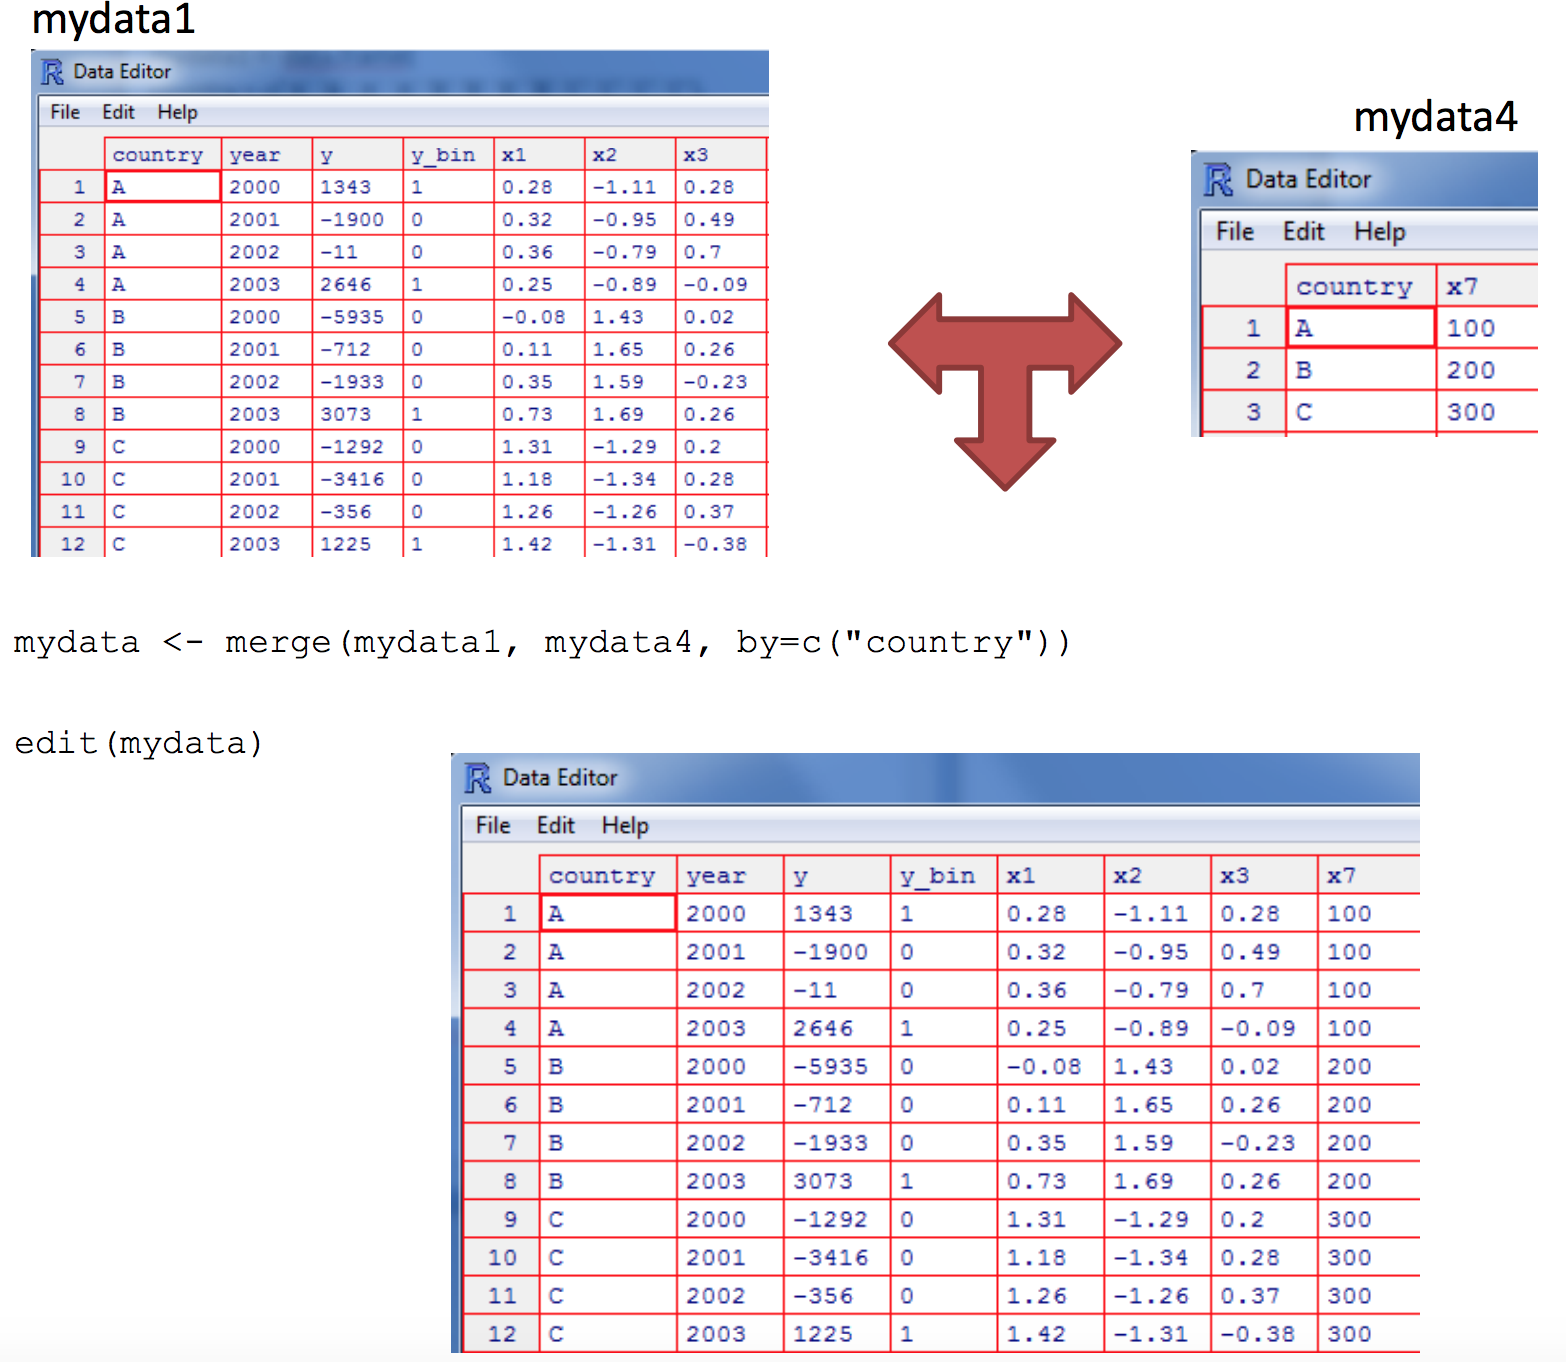 mydata1
Data Editor
File Edit Help
country year y y_bin x1 x2 x3
1 A 2000 1343 1 0.28 -1.11 0.28
2 A 2001 -1900 0 0.32 -0.95 0.49
3 A 2002 -11 0 0.36 -0.79 0.7
4 A 2003 2646 1 0.25 -0.89 -0.09
5 B 2000 -5935 0 -0.08 1.43 0.02
6 B 2001 -712 0 0.11 1.65 0.26
7 B 2002 -1933 0 0.35 1.59 -0.23
8 B 2003 3073 1 0.73 1.69 0.26
9 C 2000 -1292 0 1.31 -1.29 0.2
10 C 2001 -3416 0 1.18 -1.34 0.28
11 C 2002 -356 0 1.26 -1.26 0.37
12 C 2003 1225 1 1.42 -1.31 -0.38
mydata4
Data Editor
File Edit Help
country x7
1 A 100
2 B 200
3 C 300
mydata <- merge(mydata1, mydata4, by=c("country"))
edit(mydata)
Data Editor
File Edit Help
country year y y_bin x1 x2 x3 x7
1 A 2000 1343 1 0.28 -1.11 0.28 100
2 A 2001 -1900 0 0.32 -0.95 0.49 100
3 A 2002 -11 0 0.36 -0.79 0.7 100
4 A 2003 2646 1 0.25 -0.89 -0.09 100
5 B 2000 -5935 0 -0.08 1.43 0.02 200
6 B 2001 -712 0 0.11 1.65 0.26 200
7 B 2002 -1933 0 0.35 1.59 -0.23 200
8 B 2003 3073 1 0.73 1.69 0.26 200
9 C 2000 -1292 0 1.31 -1.29 0.2 300
10 C 2001 -3416 0 1.18 -1.34 0.28 300
11 C 2002 -356 0 1.26 -1.26 0.37 300
12 C 2003 1225 1 1.42 -1.31 -0.38 300